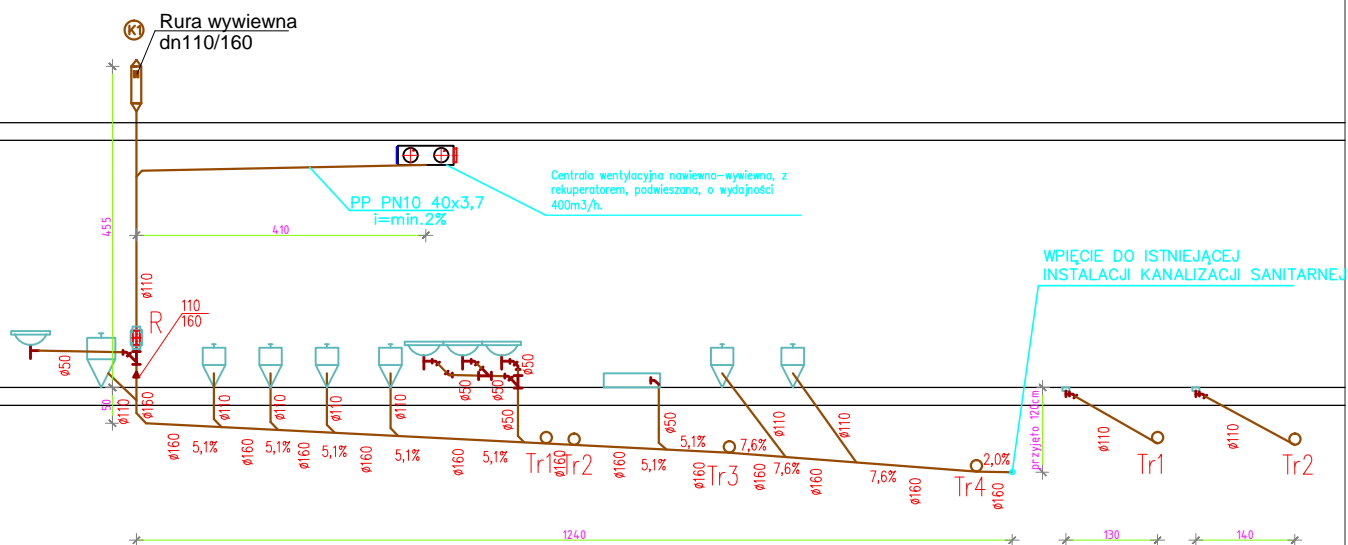 K1
Rura wywiewna
dn110/160
Centrala wentylacyjna nawiewno-wywiewna, z
rekuperatorem, podwieszana, o wydajności
400m3/h.
PP PN10 40x3,7
i=min.2%
455
410
WPIĘCIE DO ISTNIEJĄCEJ
INSTALACJI KANALIZACJI SANITARNEJ
ø110
R
110
160
ø50
ø50
ø50
ø50
50
ø110
ø160
ø110
ø110
ø110
ø110
ø50
ø50
ø110
ø110
przyjęto 120cm
ø110
ø110
ø160
5,1%
ø160
5,1%
ø160
5,1%
ø160
5,1%
ø160
5,1%
Tr1
ø160
Tr2
ø160
5,1%
5,1%
ø160
Tr3
7,6%
ø160
7,6%
ø160
7,6%
ø160
Tr4
2,0%
ø160
Tr1
Tr2
1240
130
140